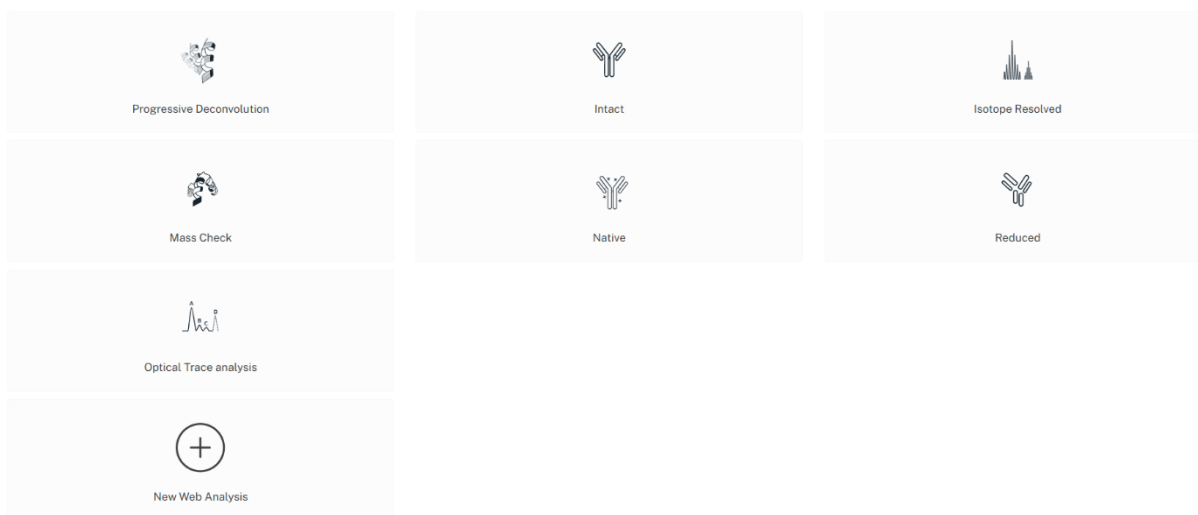 Progressive Deconvolution
Intact
Isotope Resolved
Mass Check
Native
Reduced
A
B C
D
Optical Trace analysis
New Web Analysis